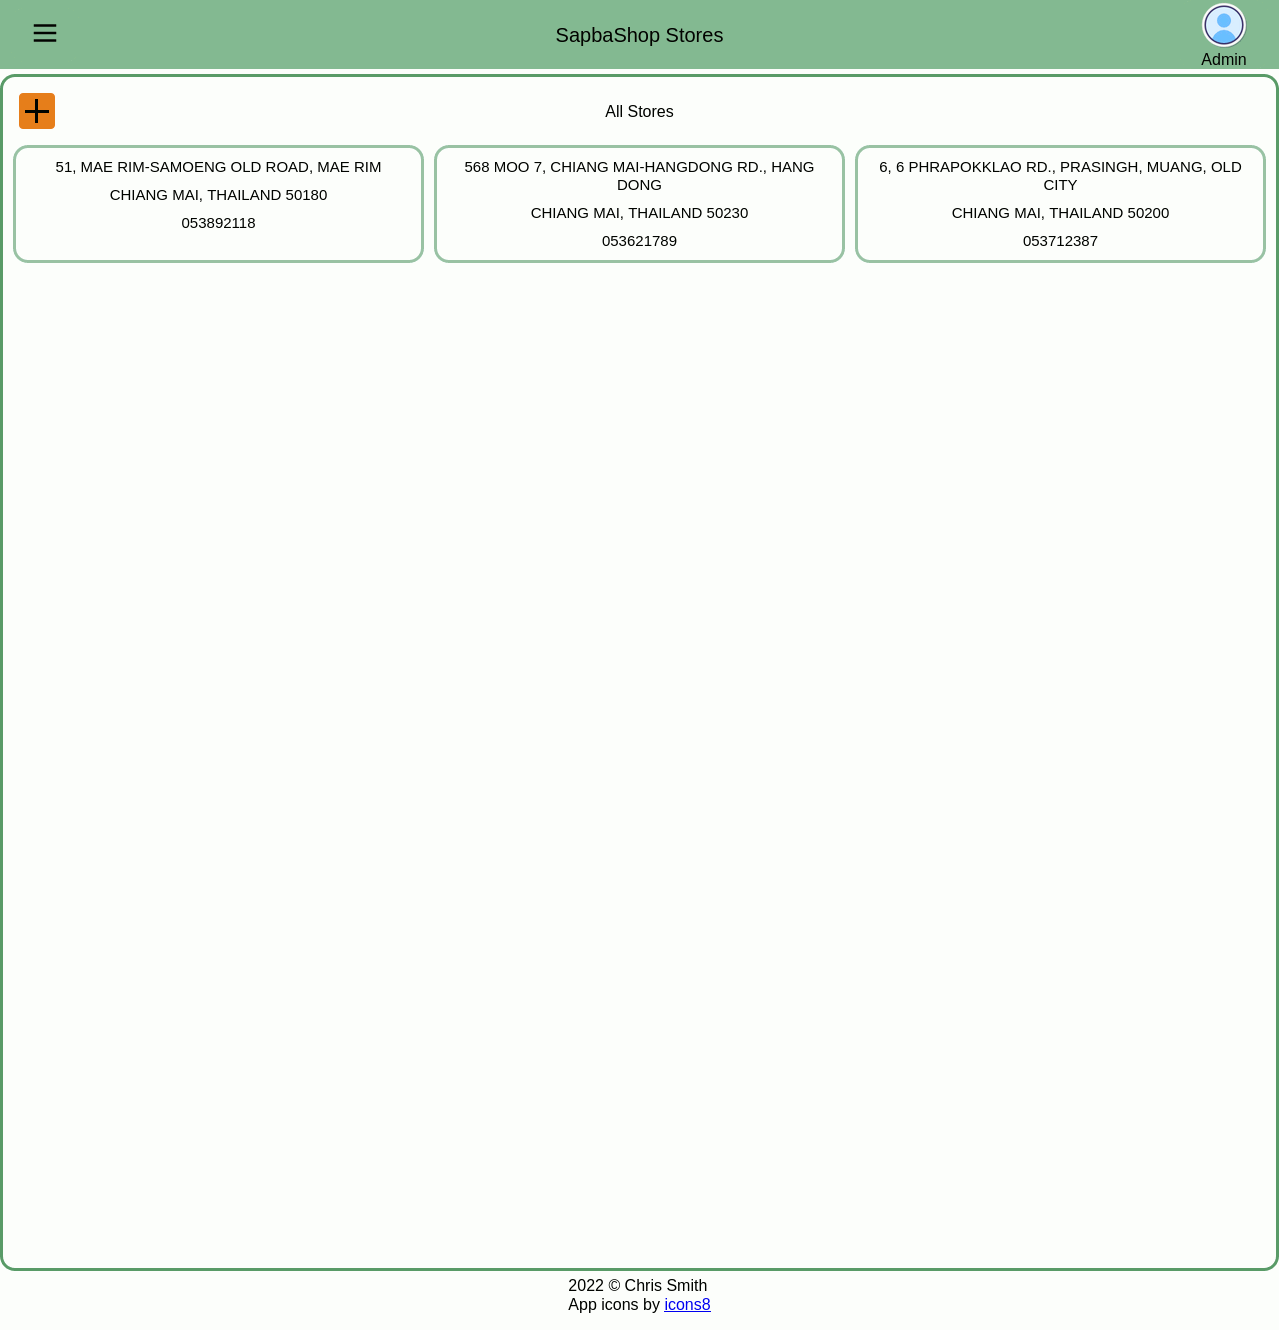 SapbaShop Stores
Admin
All Stores
51, MAE RIM-SAMOENG OLD ROAD, MAE RIM
CHIANG MAI, THAILAND 50180
053892118
568 MOO 7, CHIANG MAI-HANGDONG RD., HANG
DONG
CHIANG MAI, THAILAND 50230
053621789
6, 6 PHRAPOKKLAO RD., PRASINGH, MUANG, OLD
CITY
CHIANG MAI, THAILAND 50200
053712387
2022 © Chris Smith
App icons by icons8